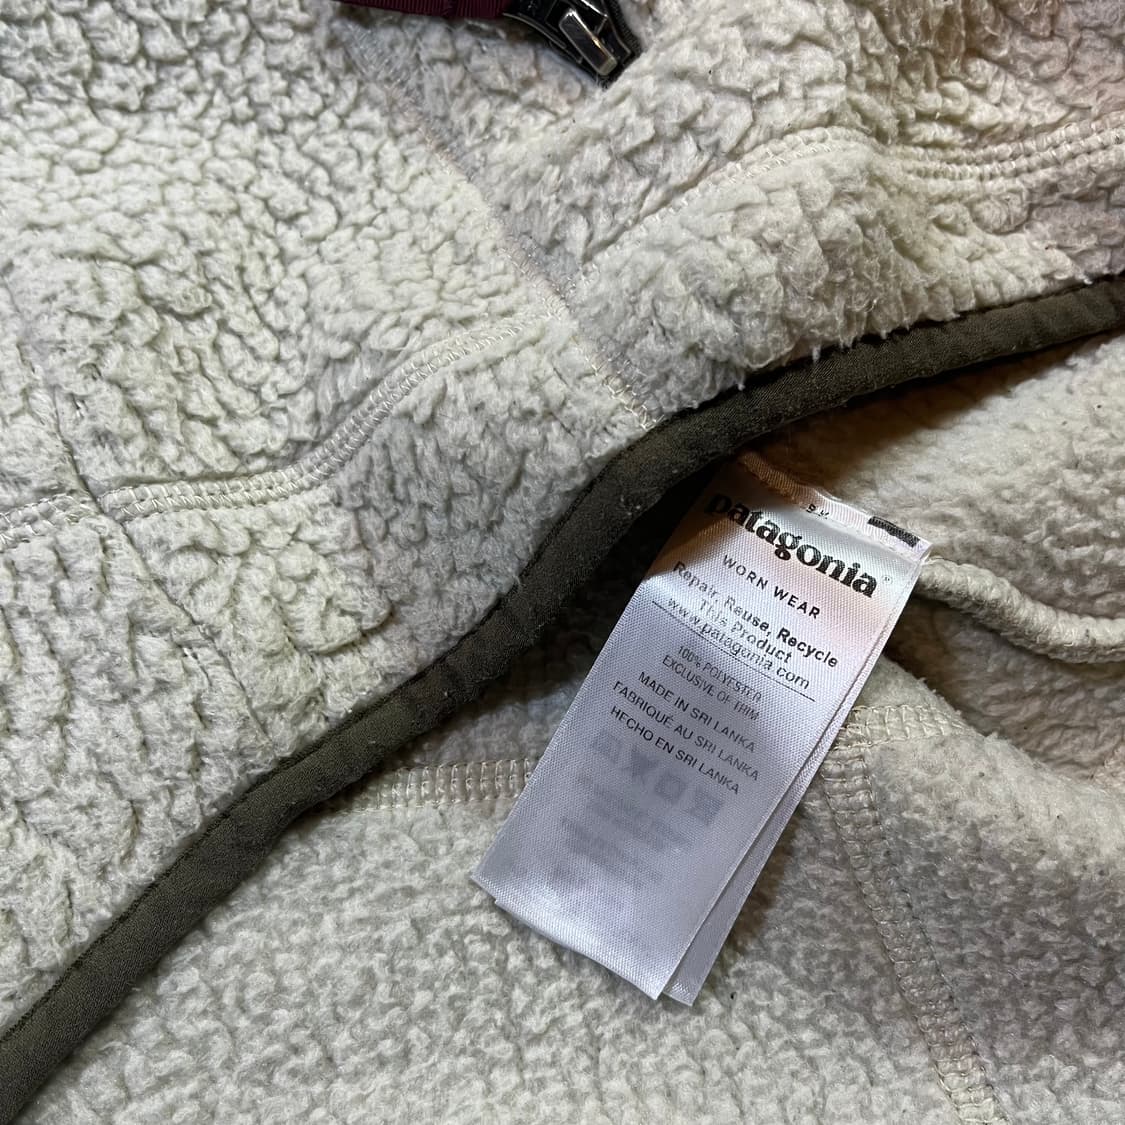 patagonia®
WORN WEAR
Repair, Reuse, Recycle
This Product
www.patagonia.com
100% POLYESTER
EXCLUSIVE OF TRIM
MADE IN SRI LANKA
FABRIQUÉ AU SRI LANKA
HECHO EN SRI LANKA